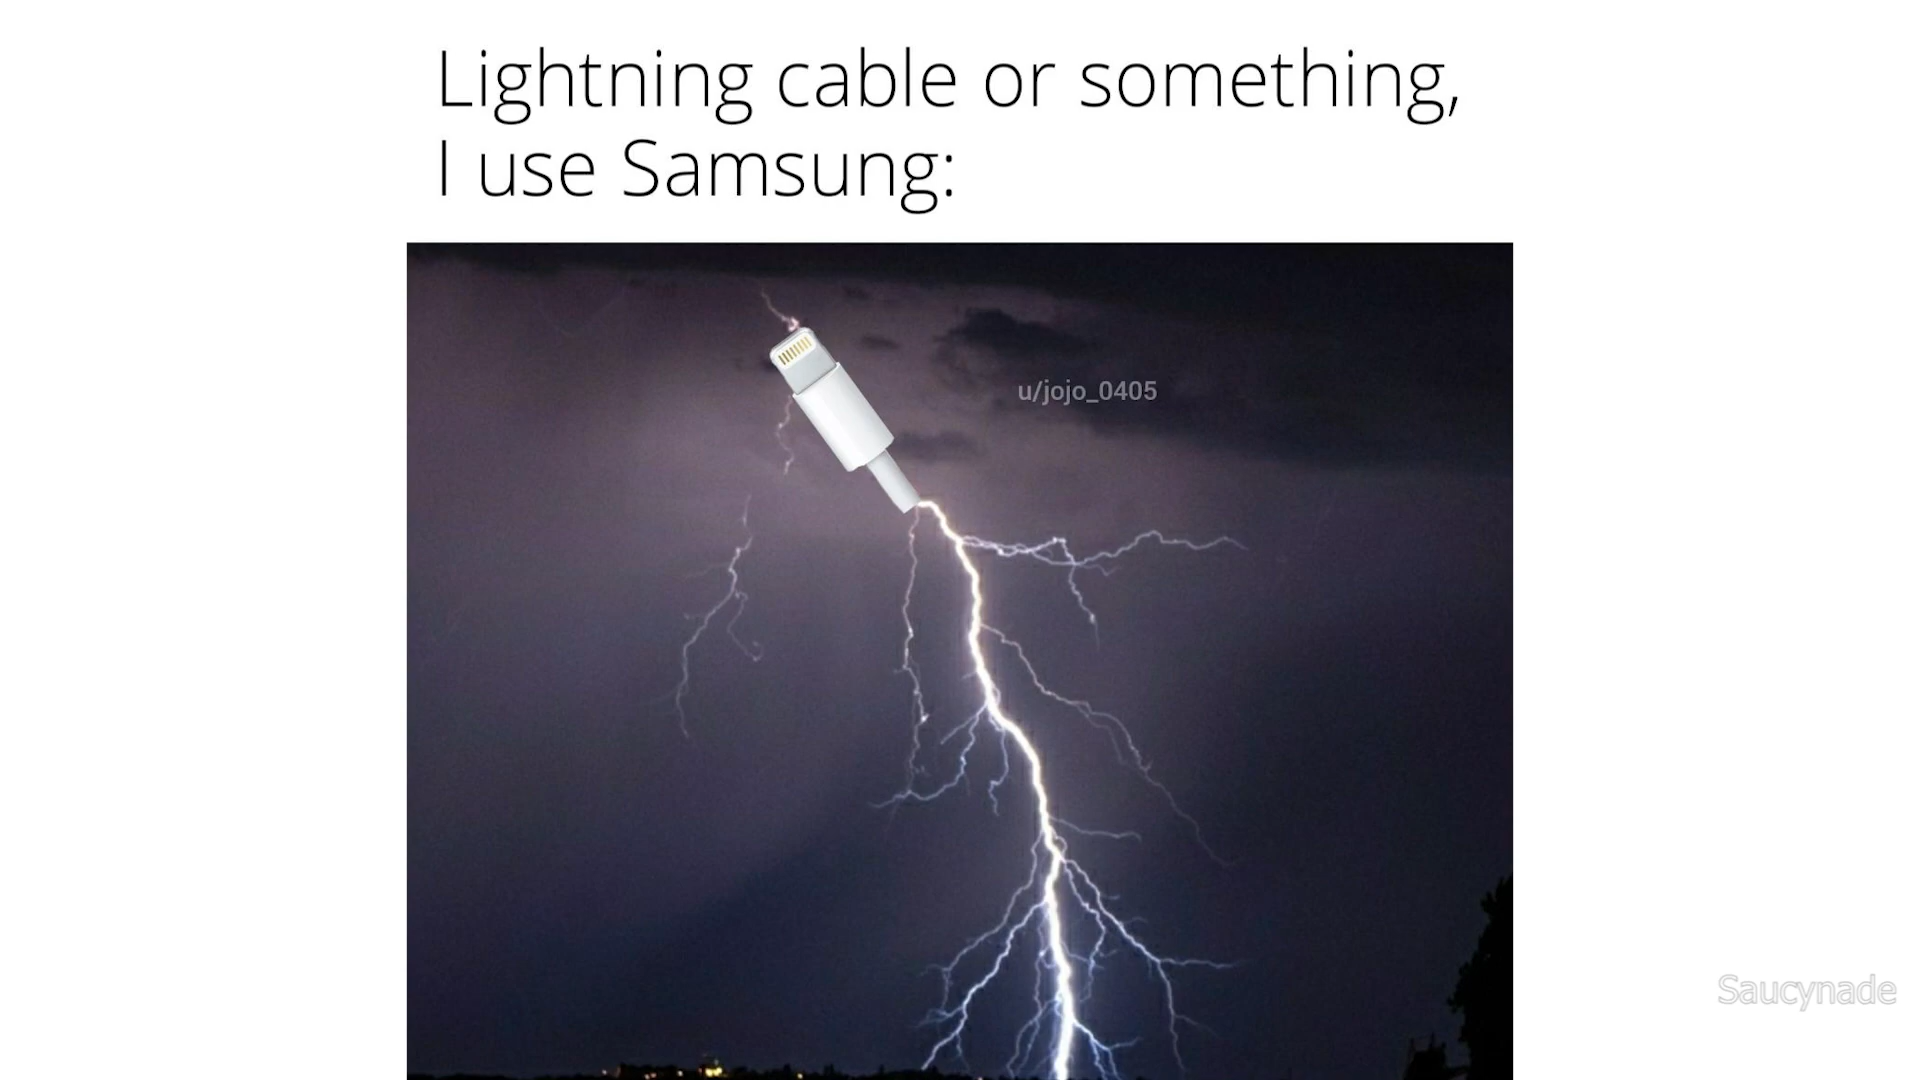 Lightning cable or something,
I use Samsung:
u/jojo_0405
Saucynade